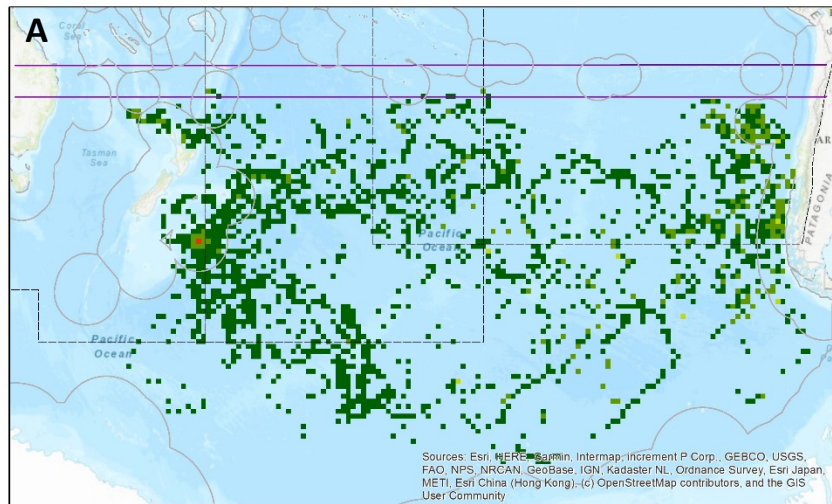 A
Coral
Sea
Tasman
Sea
Pacific
Ocean
Pacific
Ocean
PATAGONIA
AR
Sources: Esri, HERE, Garmin, Intermap, increment P Corp., GEBCO, USGS,
FAO, NPS, NRCAN, GeoBase, IGN, Kadaster NL, Ordnance Survey, Esri Japan,
METI, Esri China (Hong Kong), (c) OpenStreetMap contributors, and the GIS
User Community